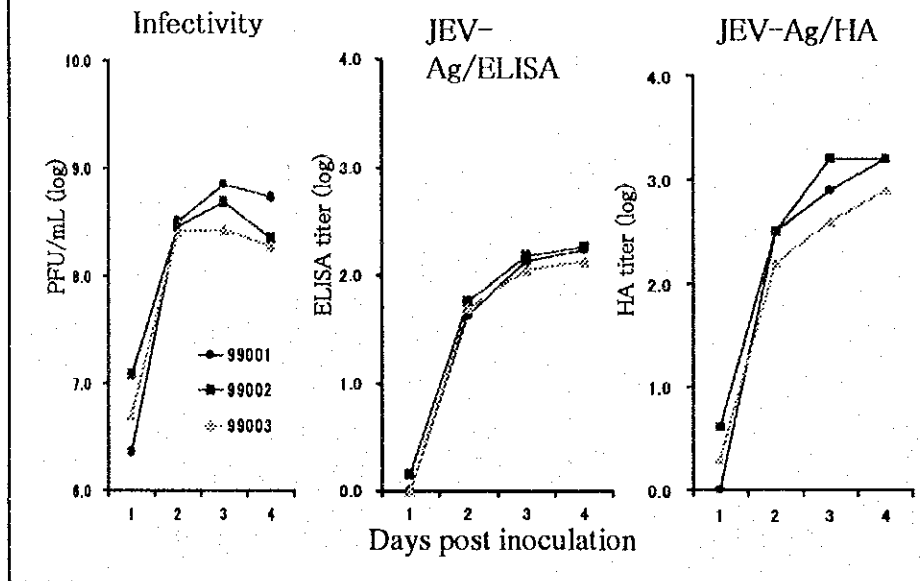 Infectivity
10.0
9.0
8.0
7.0
6.0
PFU/mL (log)
99001
99002
99003
1 2 3 4
JEV-
Ag/ELISA
4.0
3.0
2.0
1.0
0.0
ELISA titer (log)
1 2 3 4
JEV-Ag/HA
4.0
3.0
2.0
1.0
0.0
HA titer (log)
1 2 3 4
Days post inoculation